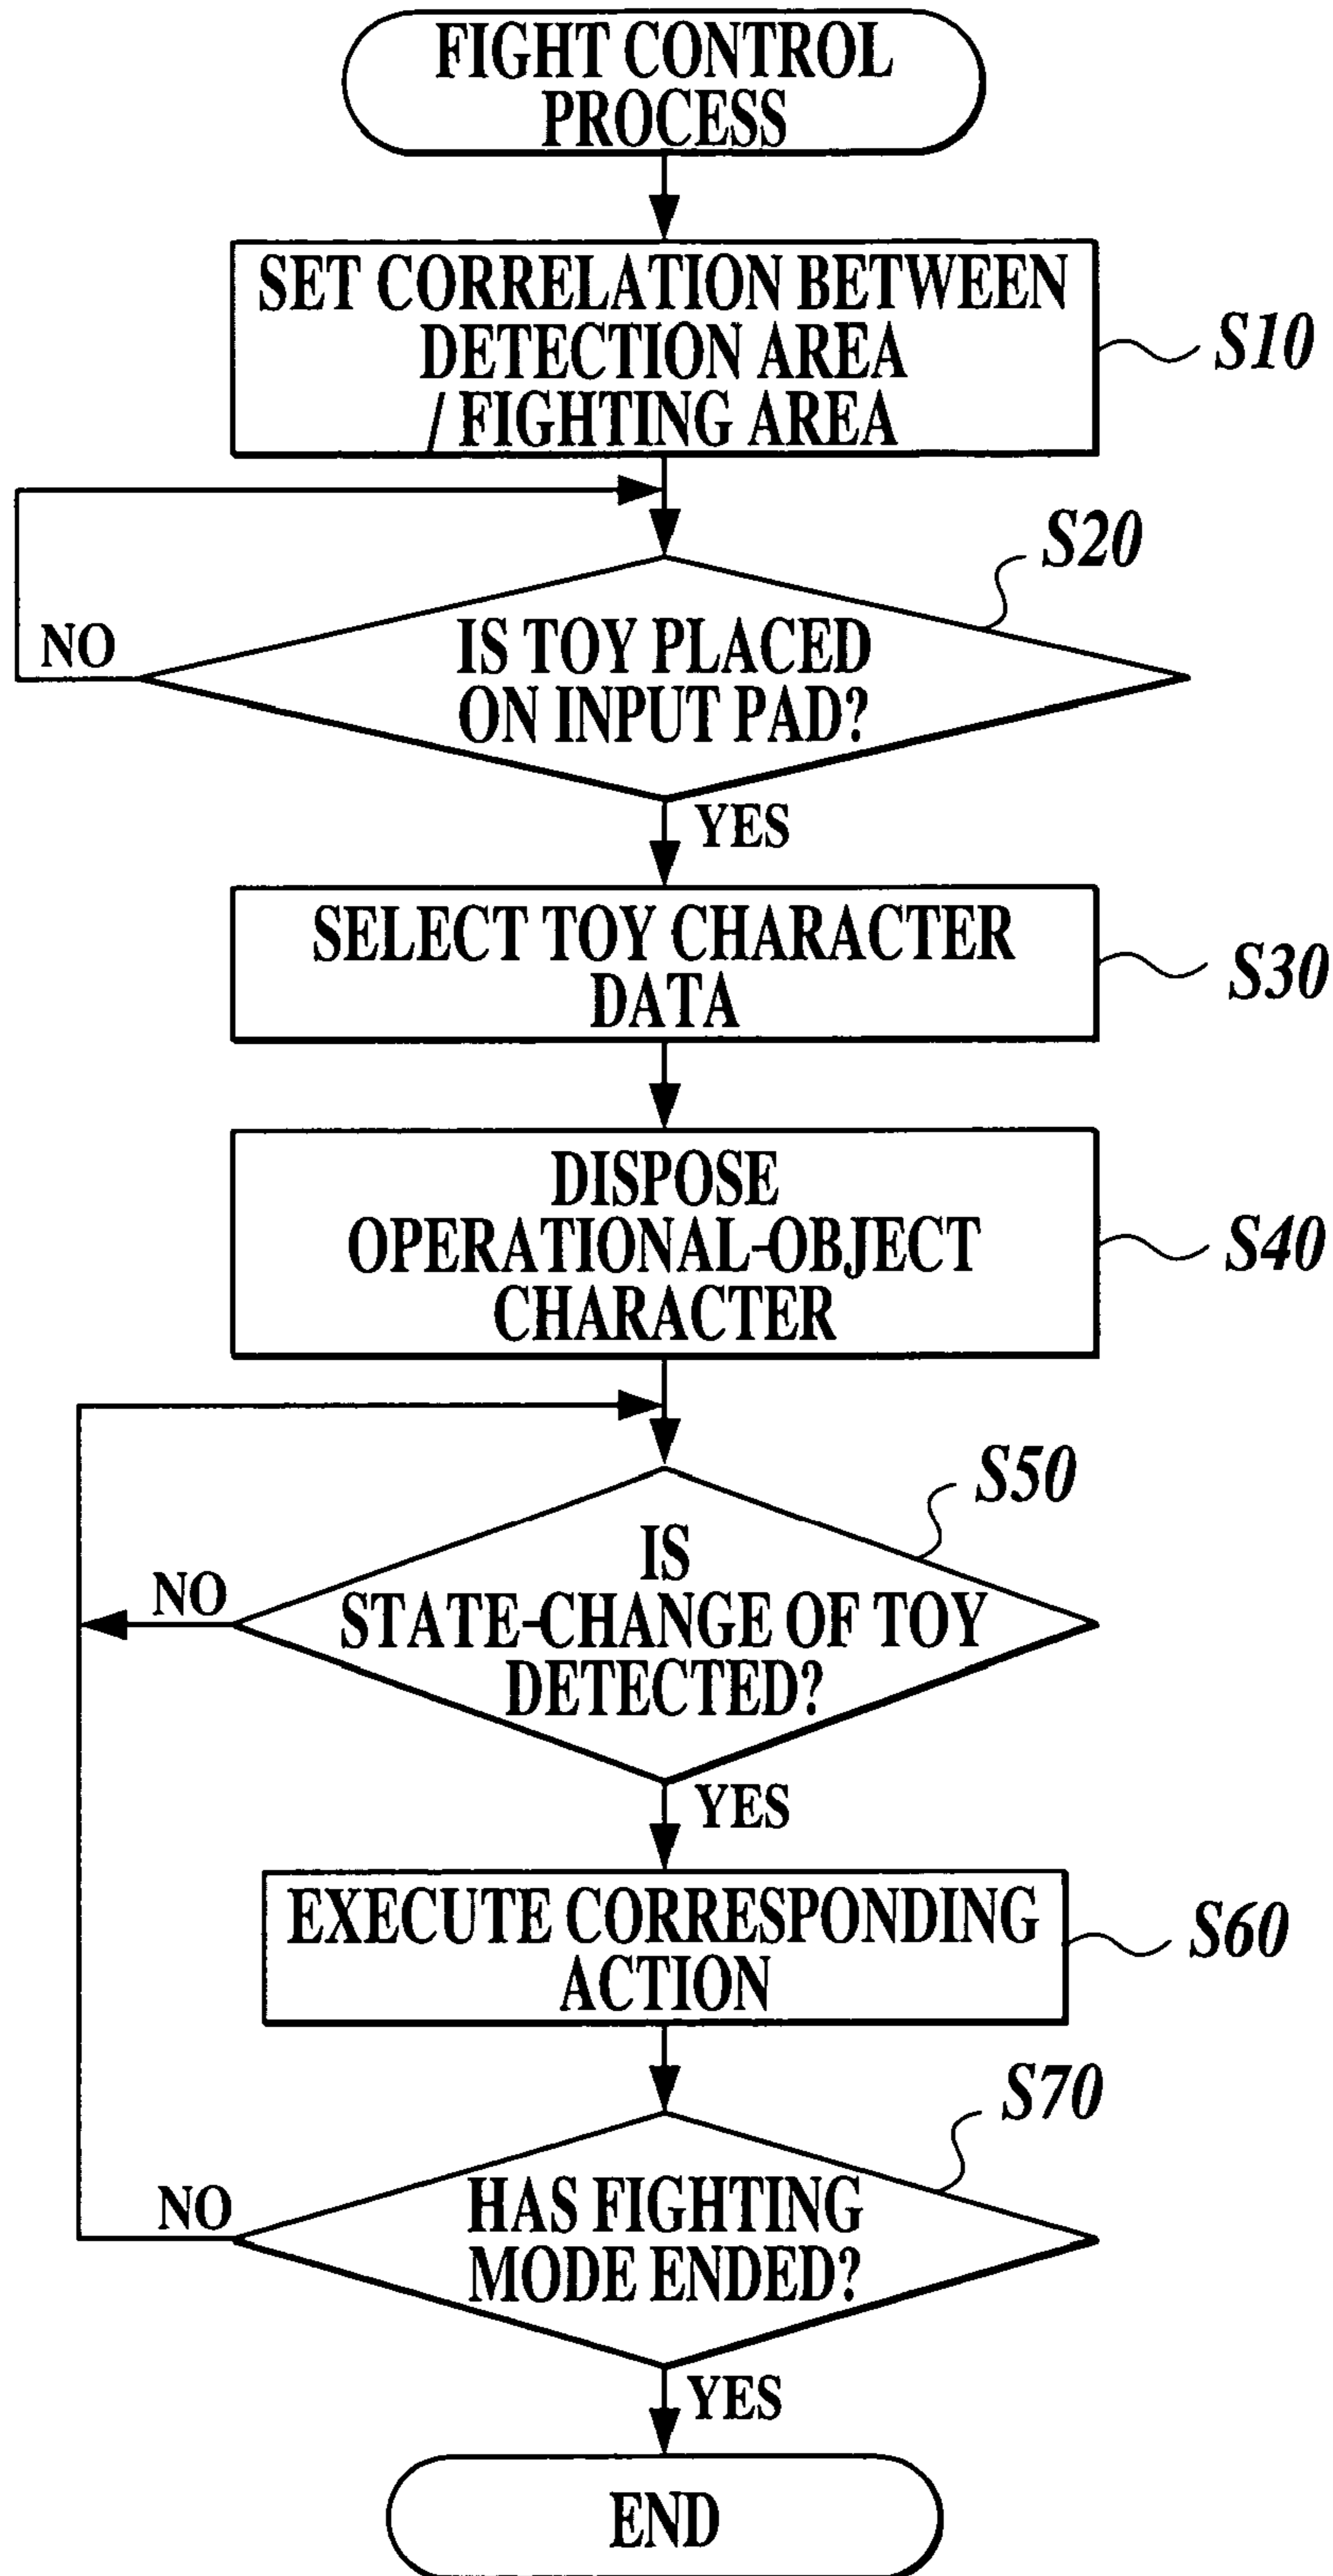 FIGHT CONTROL
PROCESS
SET CORRELATION BETWEEN
DETECTION AREA
/ FIGHTING AREA
S10
S20
NO
IS TOY PLACED
ON INPUT PAD?
YES
SELECT TOY CHARACTER
DATA
S30
DISPOSE
OPERATIONAL-OBJECT
CHARACTER
S40
S50
NO
IS
STATE-CHANGE OF TOY
DETECTED?
YES
EXECUTE CORRESPONDING
ACTION
S60
S70
NO
HAS FIGHTING
MODE ENDED?
YES
END